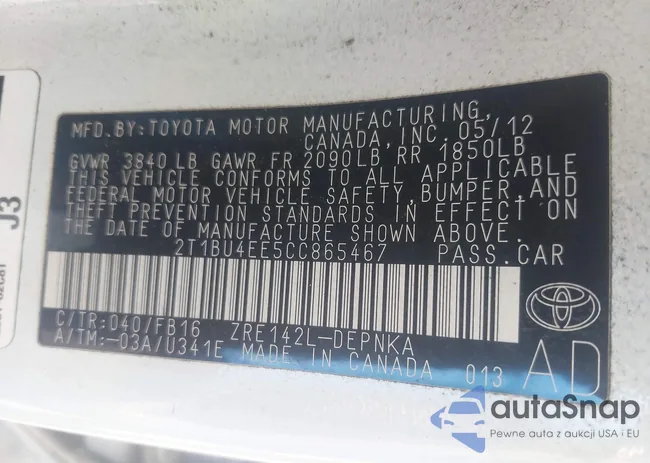 MFD. BY: TOYOTA MOTOR MANUFACTURING,
CANADA, INC. 05/12
GVWR 3840 LB GAWR FR 2090LB, RR 1850LB
THIS VEHICLE CONFORMS TO ALL APPLICABLE
FEDERAL MOTOR VEHICLE SAFETY, BUMPER, AND
THEFT PREVENTION STANDARDS IN EFFECT ON
THE DATE OF MANUFACTURE SHOWN ABOVE.
2T1BU4EE5CC865467 PASS. CAR
C/TR: 040/FB16 ZRE142L-DEPNKA
A/TM: -03A/U341E MADE IN CANADA 013
AD
J3
autaSnap
Pewne auta z aukcji USA i EU